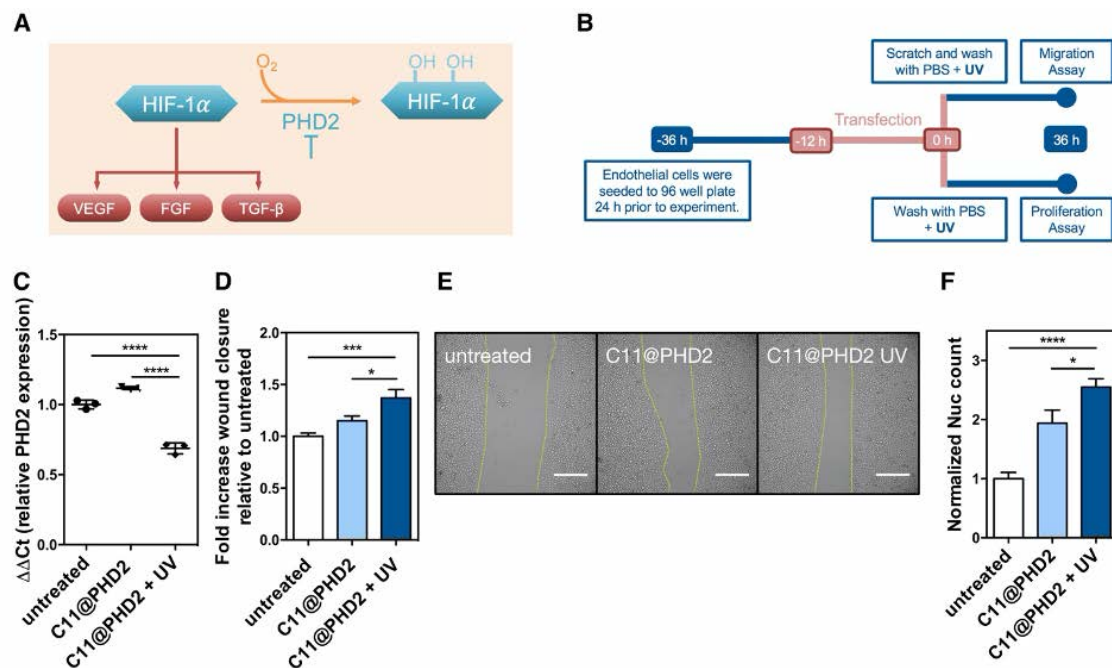 A
O2
OH OH
HIF-1α
HIF-1α
PHD2
VEGF
FGF
TGF-β
B
Scratch and wash
with PBS + UV
Migration
Assay
Transfection
-36 h
-12 h
0 h
36 h
Endothelial cells were
seeded to 96 well plate
24 h prior to experiment.
Wash with PBS
+ UV
Proliferation
Assay
C
ΔΔCt (relative PHD2 expression)
1.5
1.0
0.5
0.0
****
****
untreated
C11@PHD2
C11@PHD2 + UV
D
Fold increase wound closure
relative to untreated
2.0
1.5
1.0
0.5
0.0
***
*
untreated
C11@PHD2
C11@PHD2 + UV
E
untreated
C11@PHD2
C11@PHD2 UV
F
Normalized Nuc count
3
2
1
0
****
*
untreated
C11@PHD2
C11@PHD2 + UV